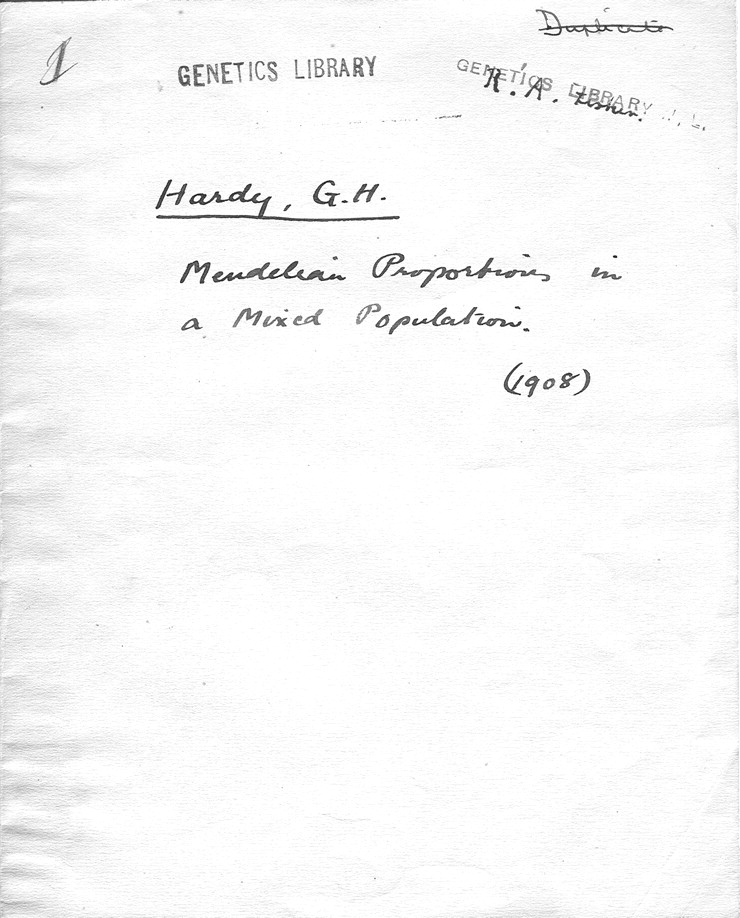 Duplicate
1
GENETICS LIBRARY
GENETICS LIBRARY
R. A. Fisher.
Hardy, G.H.
Mendelian Proportions in
a Mixed Population.
(1908)